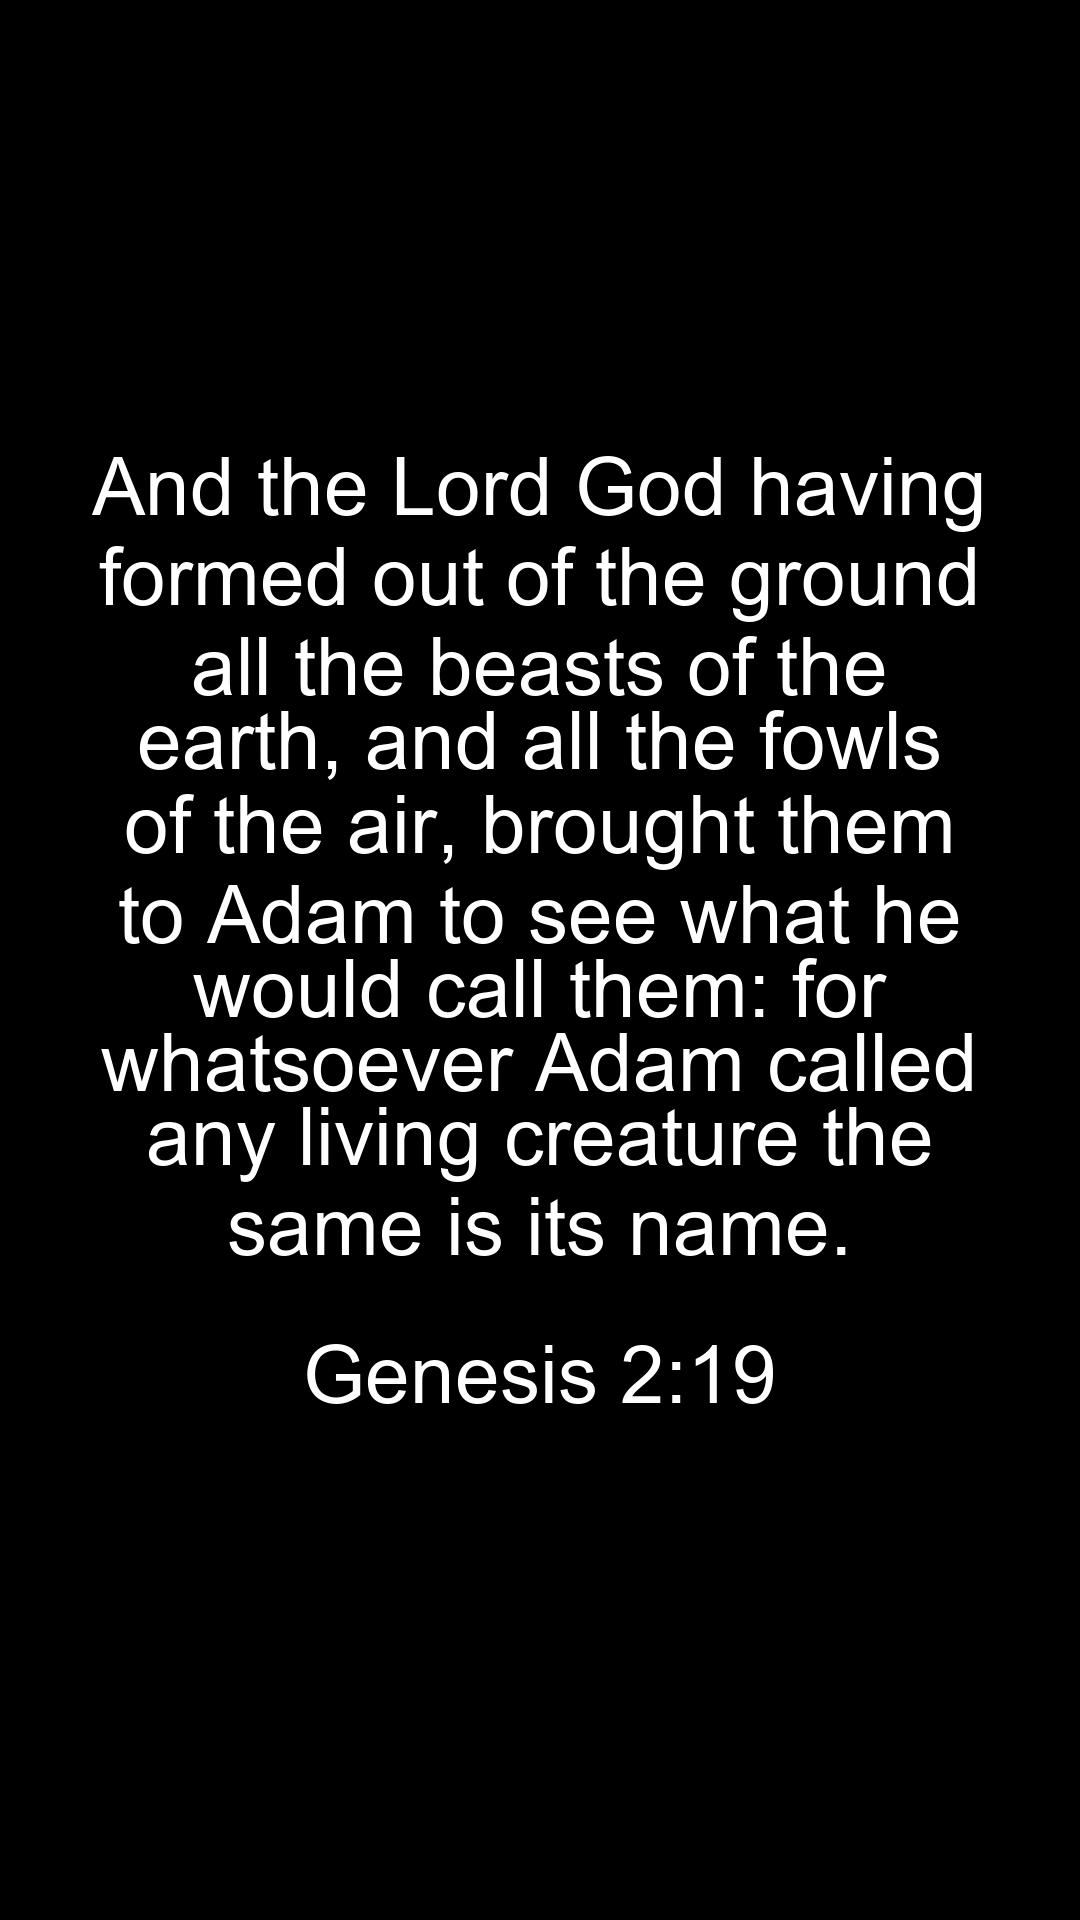 And the Lord God having
formed out of the ground
all the beasts of the
earth, and all the fowls
of the air, brought them
to Adam to see what he
would call them: for
whatsoever Adam called
any living creature the
same is its name.
Genesis 2:19